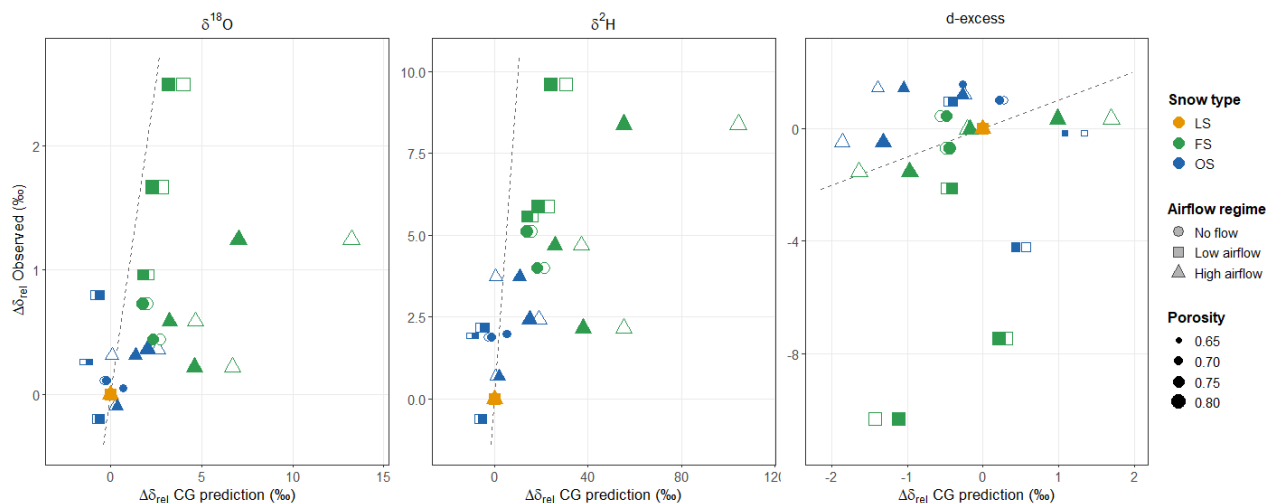 δ¹⁸O
δ²H
d-excess
Δδrel Observed (‰)
2
1
0
0
5
10
15
Δδrel CG prediction (‰)
10.0
7.5
5.0
2.5
0.0
0
40
80
120
Δδrel CG prediction (‰)
0
-4
-8
-2
-1
0
1
2
Δδrel CG prediction (‰)
Snow type
LS
FS
OS
Airflow regime
No flow
Low airflow
High airflow
Porosity
0.65
0.70
0.75
0.80